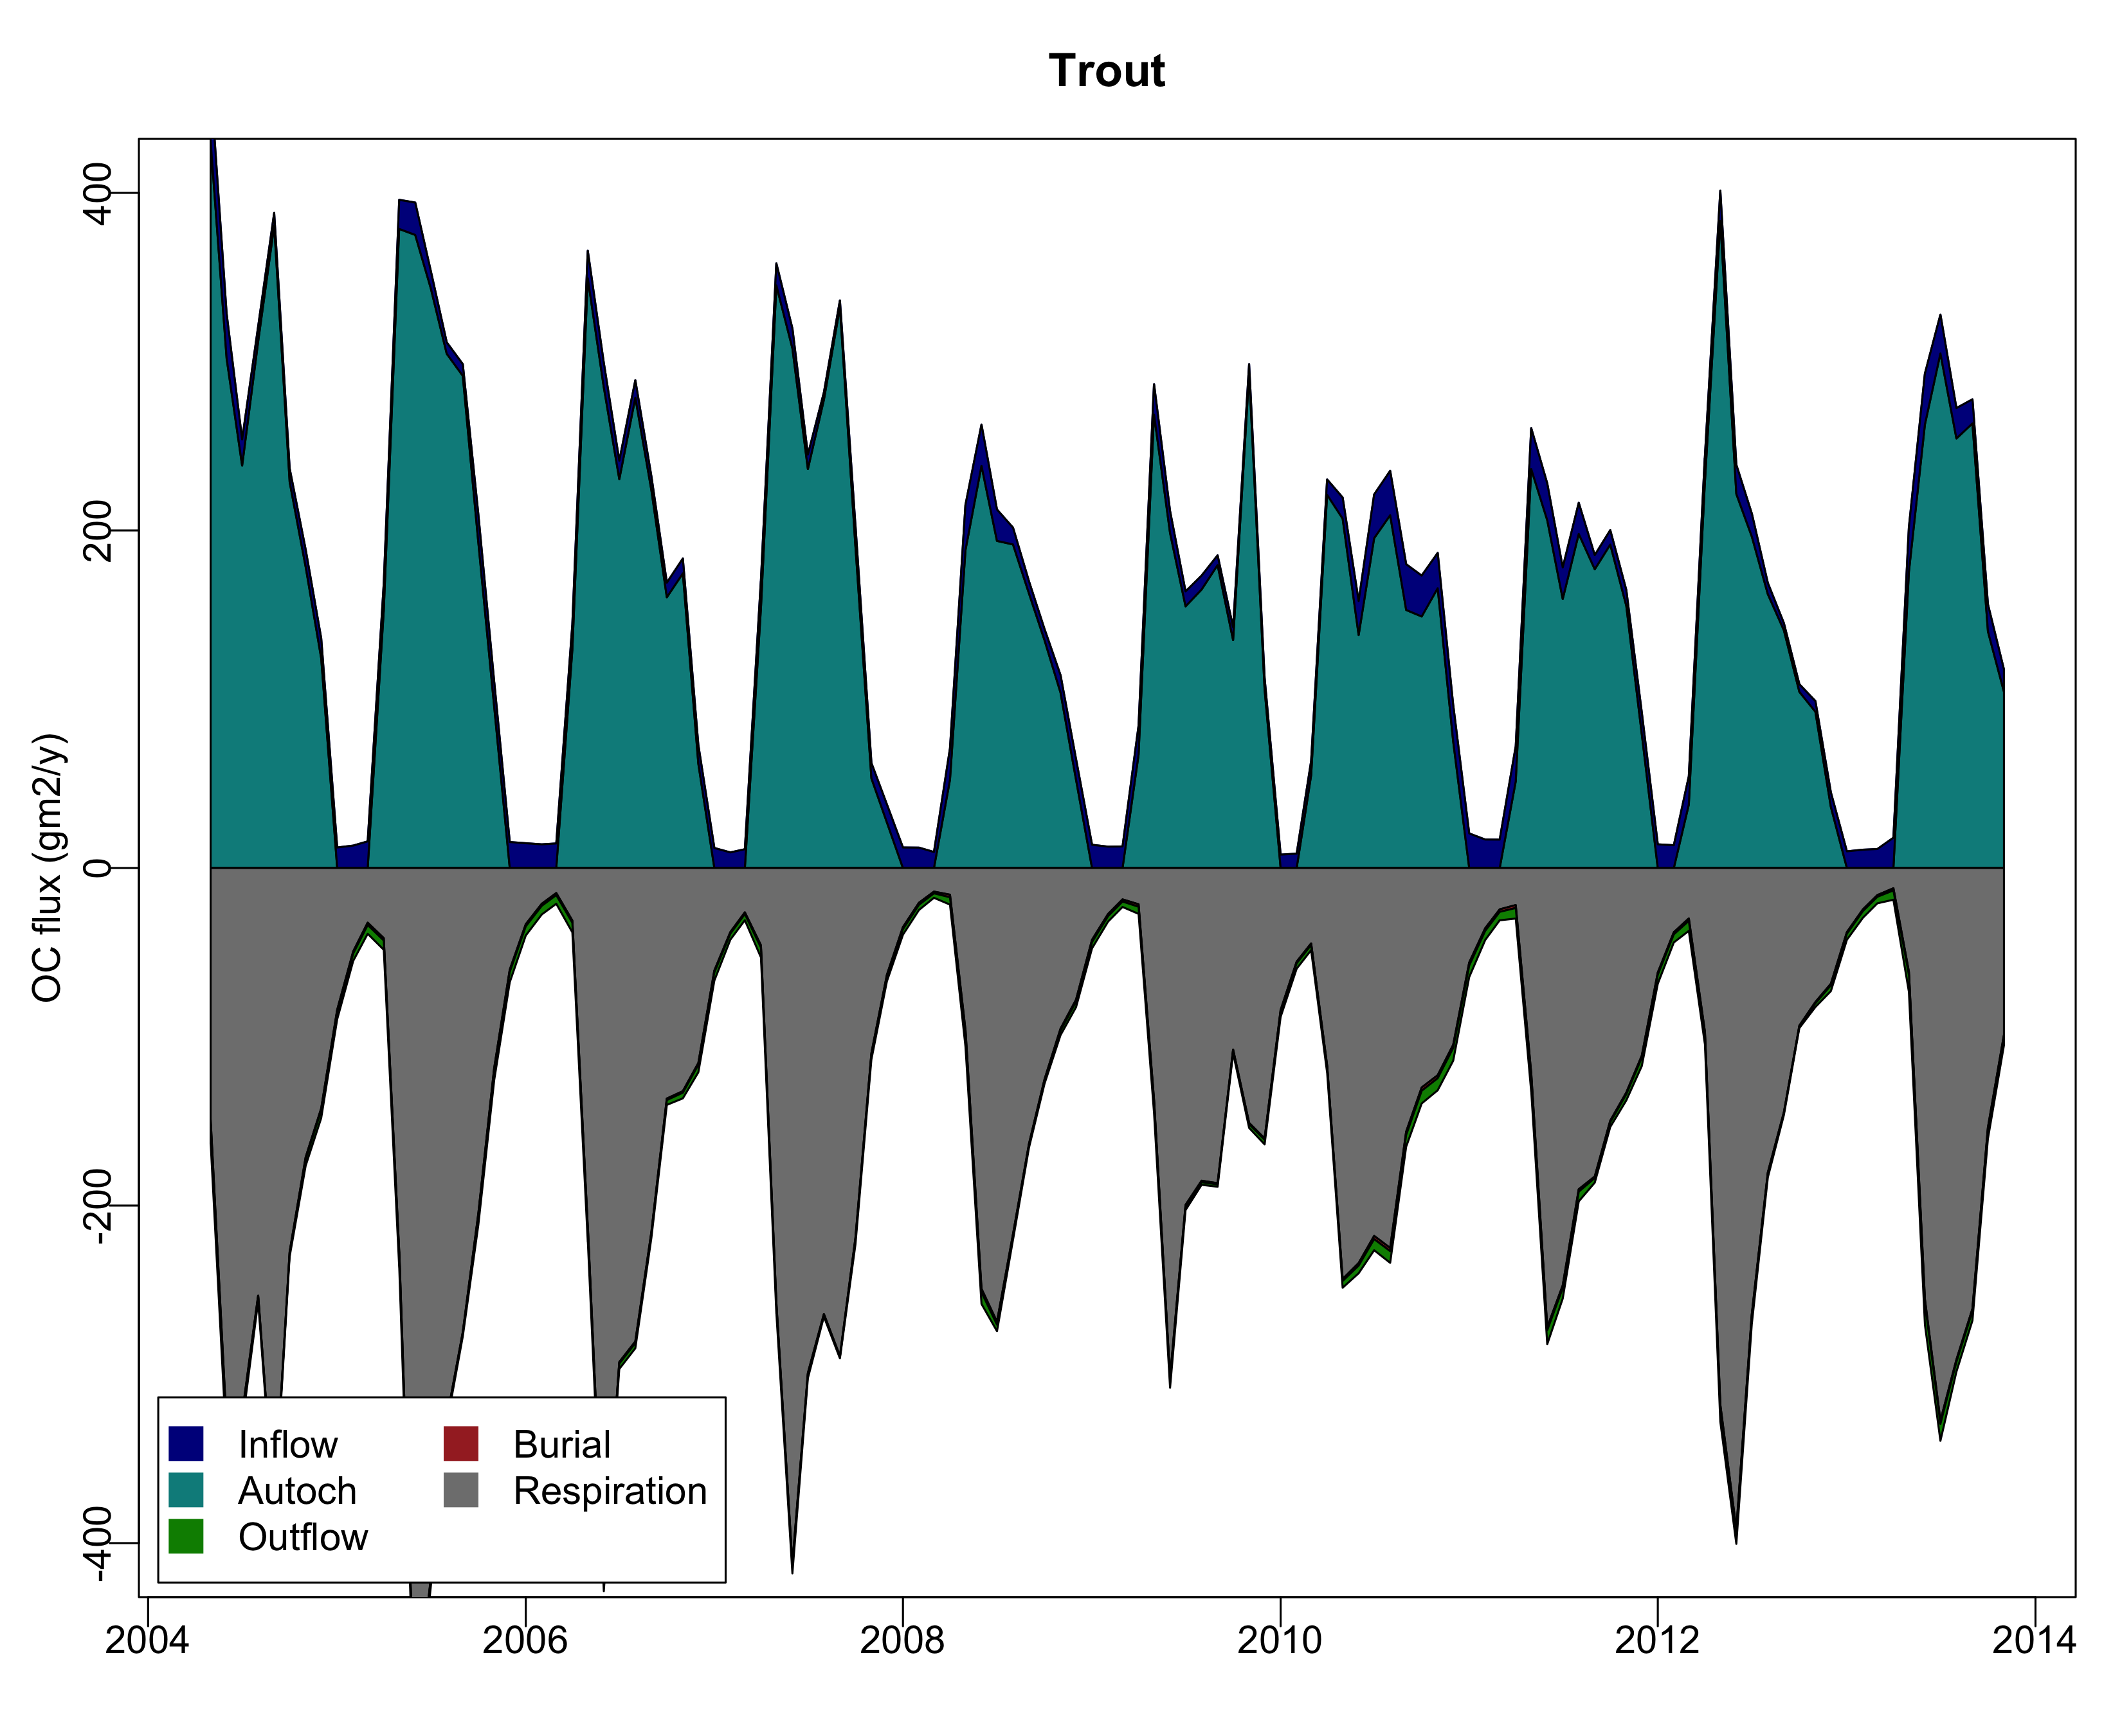 Trout
OC flux (gm2/y)
400
200
0
-200
-400
Inflow
Autoch
Outflow
Burial
Respiration
2004
2006
2008
2010
2012
2014